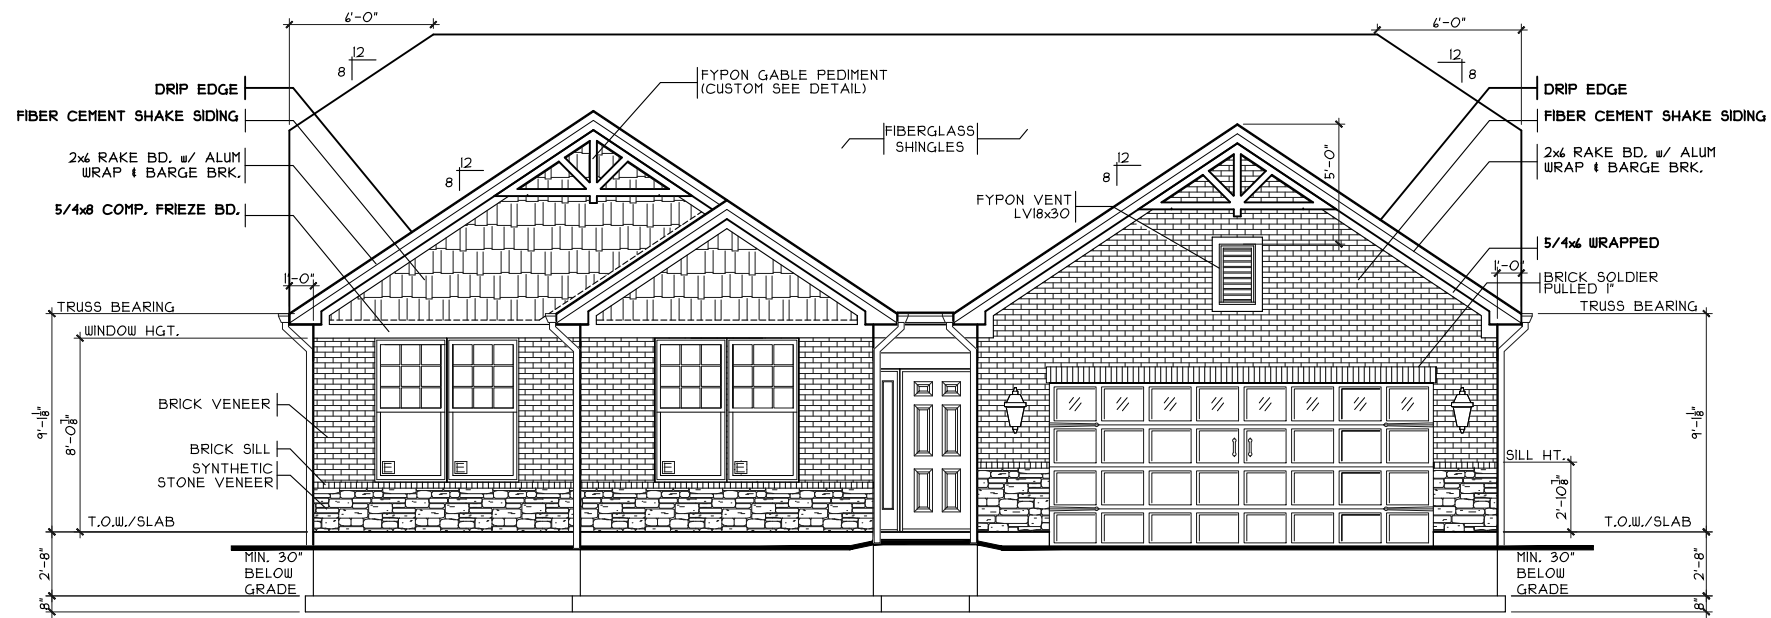 6'-0"
6'-0"
12
8
12
8
DRIP EDGE
FIBER CEMENT SHAKE SIDING
2x6 RAKE BD. w/ ALUM
WRAP & BARGE BRK.
5/4x8 COMP. FRIEZE BD.
12
8
FYPON GABLE PEDIMENT
(CUSTOM SEE DETAIL)
FIBERGLASS
SHINGLES
12
8
FYPON VENT
LV18x30
5'-0"
DRIP EDGE
FIBER CEMENT SHAKE SIDING
2x6 RAKE BD. w/ ALUM
WRAP & BARGE BRK.
5/4x6 WRAPPED
1'-0"
1'-0"
BRICK SOLDIER
PULLED 1"
TRUSS BEARING
TRUSS BEARING
WINDOW HGT.
9'-1 1/8"
8'-0 1/8"
BRICK VENEER
BRICK SILL
SYNTHETIC
STONE VENEER
E
E
9'-1 1/8"
SILL HT.
T.O.W./SLAB
T.O.W./SLAB
MIN. 30"
BELOW
GRADE
MIN. 30"
BELOW
GRADE
2'-8"
8"
2'-8"
8"